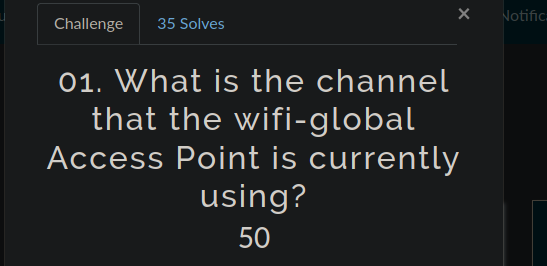 Challenge
35 Solves
×
01. What is the channel
that the wifi-global
Access Point is currently
using?
50